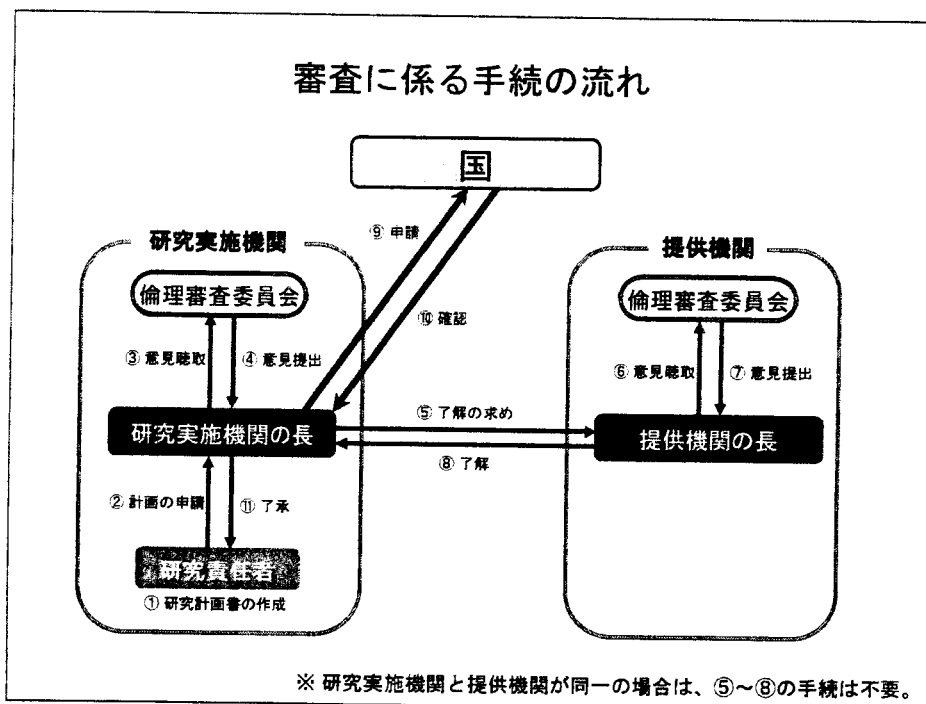 審査に係る手続の流れ
国
⑨ 申請
⑩ 確認
研究実施機関
倫理審査委員会
③ 意見聴取
④ 意見提出
研究実施機関の長
② 計画の申請
⑪ 了承
研究責任者
① 研究計画書の作成
⑤ 了解の求め
⑧ 了解
提供機関
倫理審査委員会
⑥ 意見聴取
⑦ 意見提出
提供機関の長
※ 研究実施機関と提供機関が同一の場合は、⑤～⑧の手続は不要。